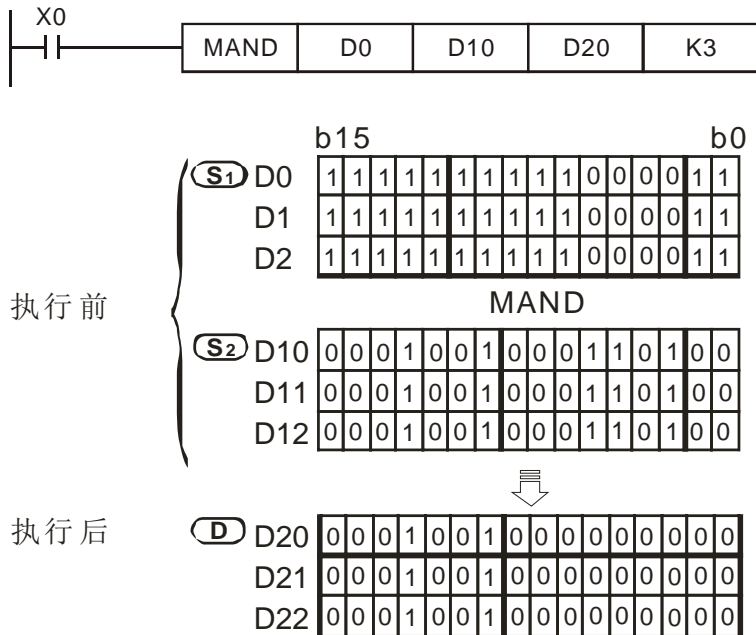 X0
MAND D0 D10 D20 K3
b15 b0
S1 D0 1 1 1 1 1 1 1 1 1 1 0 0 0 0 1 1
D1 1 1 1 1 1 1 1 1 1 1 0 0 0 0 1 1
D2 1 1 1 1 1 1 1 1 1 1 0 0 0 0 1 1
执行前
MAND
S2 D10 0 0 0 1 0 0 1 0 0 0 1 1 0 1 0 0
D11 0 0 0 1 0 0 1 0 0 0 1 1 0 1 0 0
D12 0 0 0 1 0 0 1 0 0 0 1 1 0 1 0 0
执行后
D D20 0 0 0 1 0 0 1 0 0 0 0 0 0 0 0 0
D21 0 0 0 1 0 0 1 0 0 0 0 0 0 0 0 0
D22 0 0 0 1 0 0 1 0 0 0 0 0 0 0 0 0